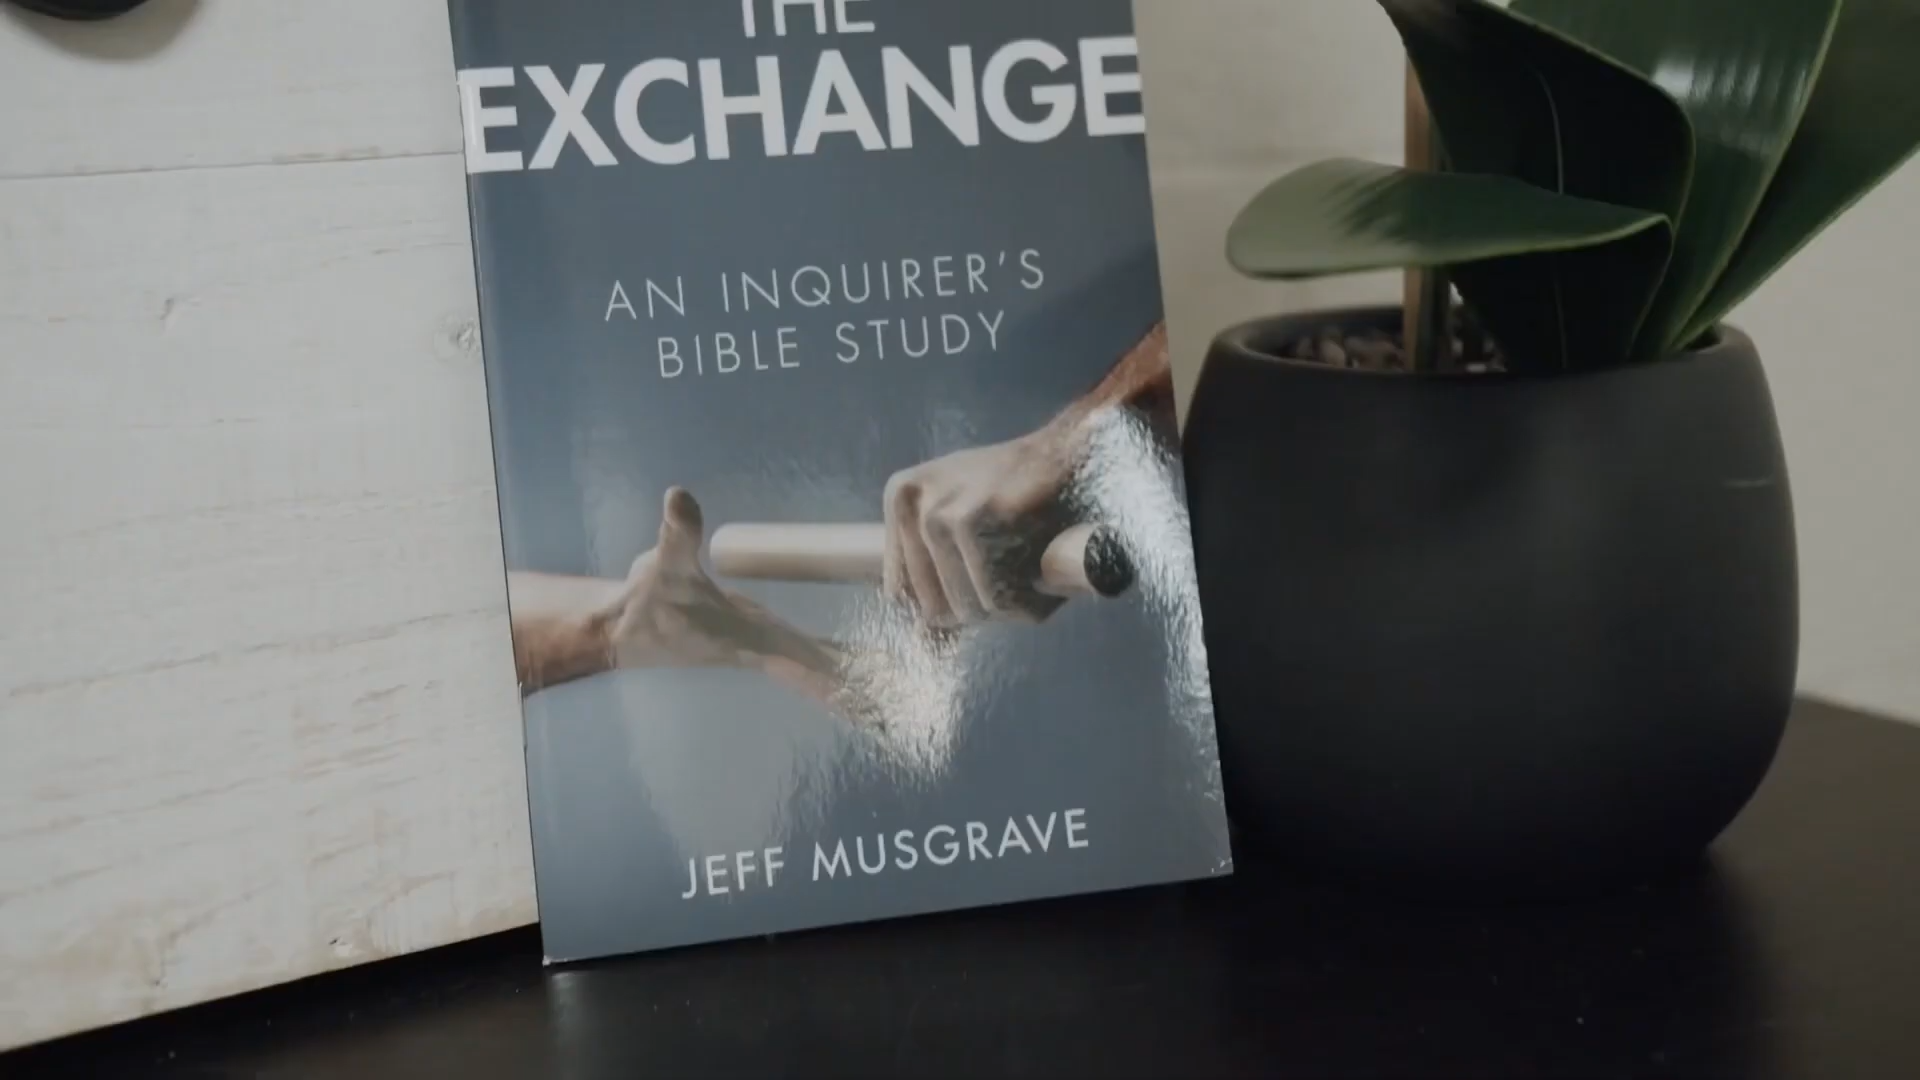 THE
EXCHANGE
AN INQUIRER'S
BIBLE STUDY
JEFF MUSGRAVE